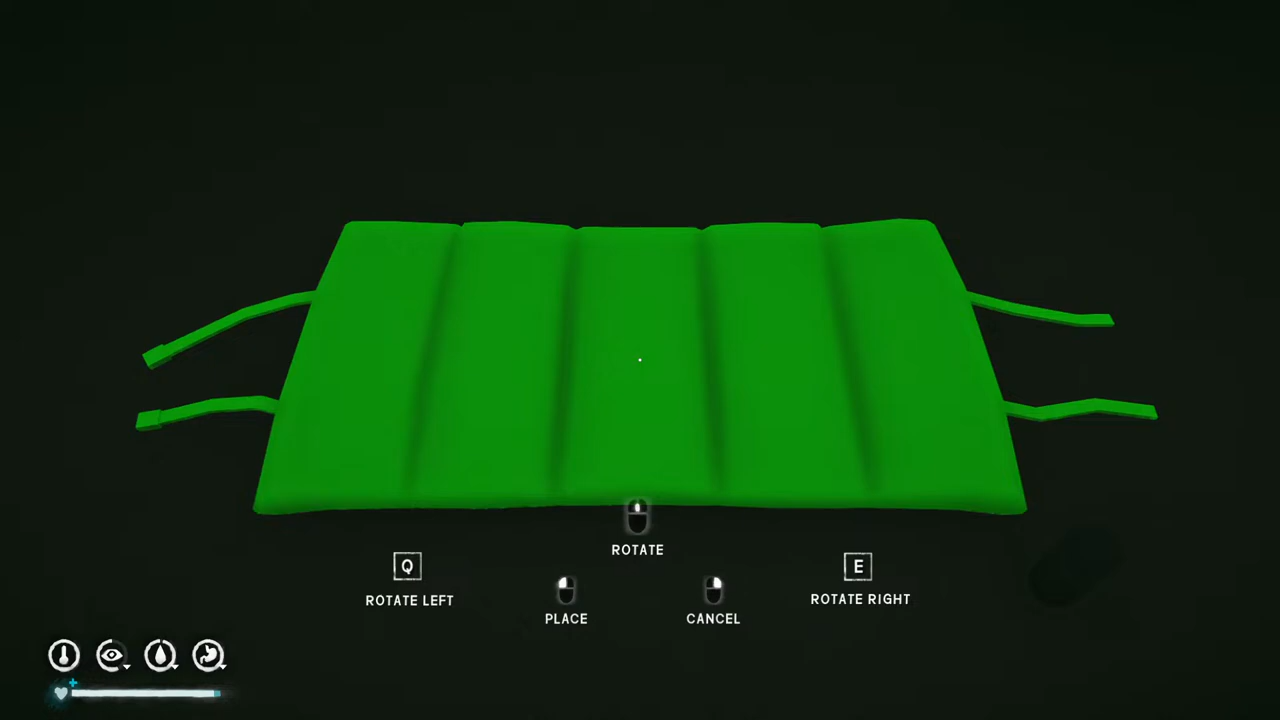 ROTATE
Q
E
ROTATE LEFT
PLACE
CANCEL
ROTATE RIGHT